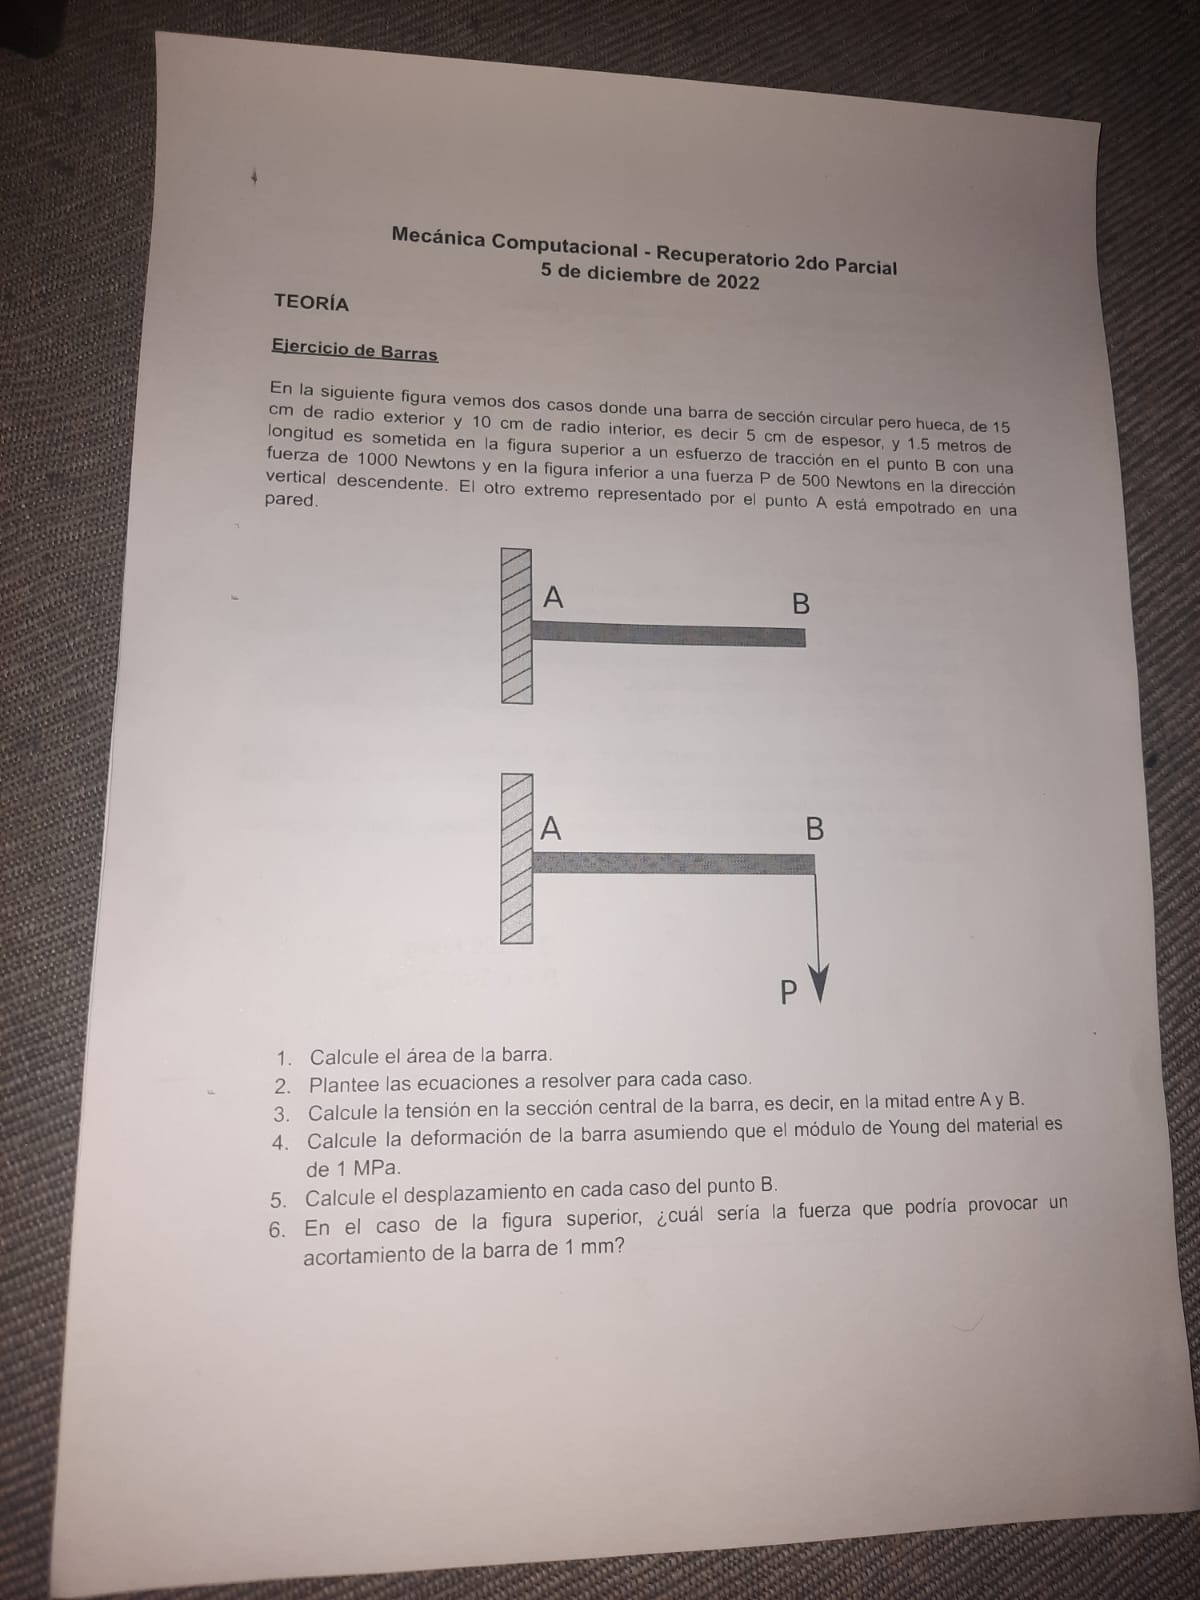 Mecánica Computacional - Recuperatorio 2do Parcial
5 de diciembre de 2022
TEORÍA
Ejercicio de Barras
En la siguiente figura vemos dos casos donde una barra de sección circular pero hueca, de 15
cm de radio exterior y 10 cm de radio interior, es decir 5 cm de espesor, y 1.5 metros de
longitud es sometida en la figura superior a un esfuerzo de tracción en el punto B con una
fuerza de 1000 Newtons y en la figura inferior a una fuerza P de 500 Newtons en la dirección
vertical descendente. El otro extremo representado por el punto A está empotrado en una
pared.
A B
A B
P
1. Calcule el área de la barra.
2. Plantee las ecuaciones a resolver para cada caso.
3. Calcule la tensión en la sección central de la barra, es decir, en la mitad entre A y B.
4. Calcule la deformación de la barra asumiendo que el módulo de Young del material es
de 1 MPa.
5. Calcule el desplazamiento en cada caso del punto B.
6. En el caso de la figura superior, ¿cuál sería la fuerza que podría provocar un
acortamiento de la barra de 1 mm?